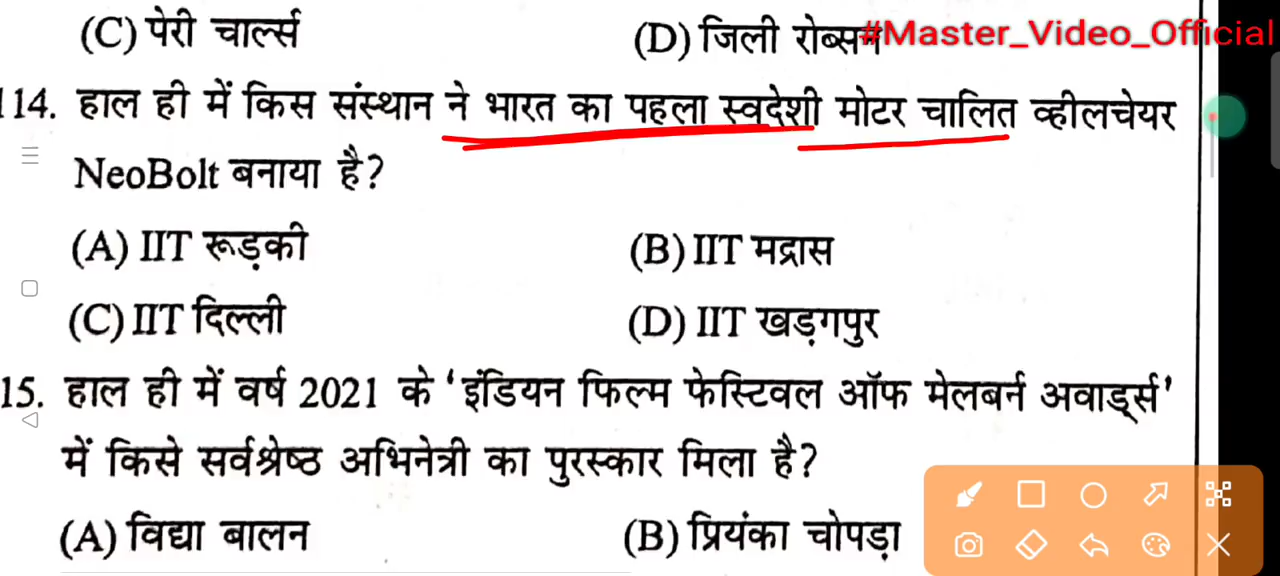 (C) पेरी चार्ल्स (D) जिली रोब्सन #Master_Video_Official
114. हाल ही में किस संस्थान ने भारत का पहला स्वदेशी मोटर चालित व्हीलचेयर
NeoBolt बनाया है?
(A) IIT रूड़की (B) IIT मद्रास
(C) IIT दिल्ली (D) IIT खड़गपुर
15. हाल ही में वर्ष 2021 के ‘इंडियन फिल्म फेस्टिवल ऑफ मेलबर्न अवार्ड्स’
में किसे सर्वश्रेष्ठ अभिनेत्री का पुरस्कार मिला है?
(A) विद्या बालन (B) प्रियंका चोपड़ा